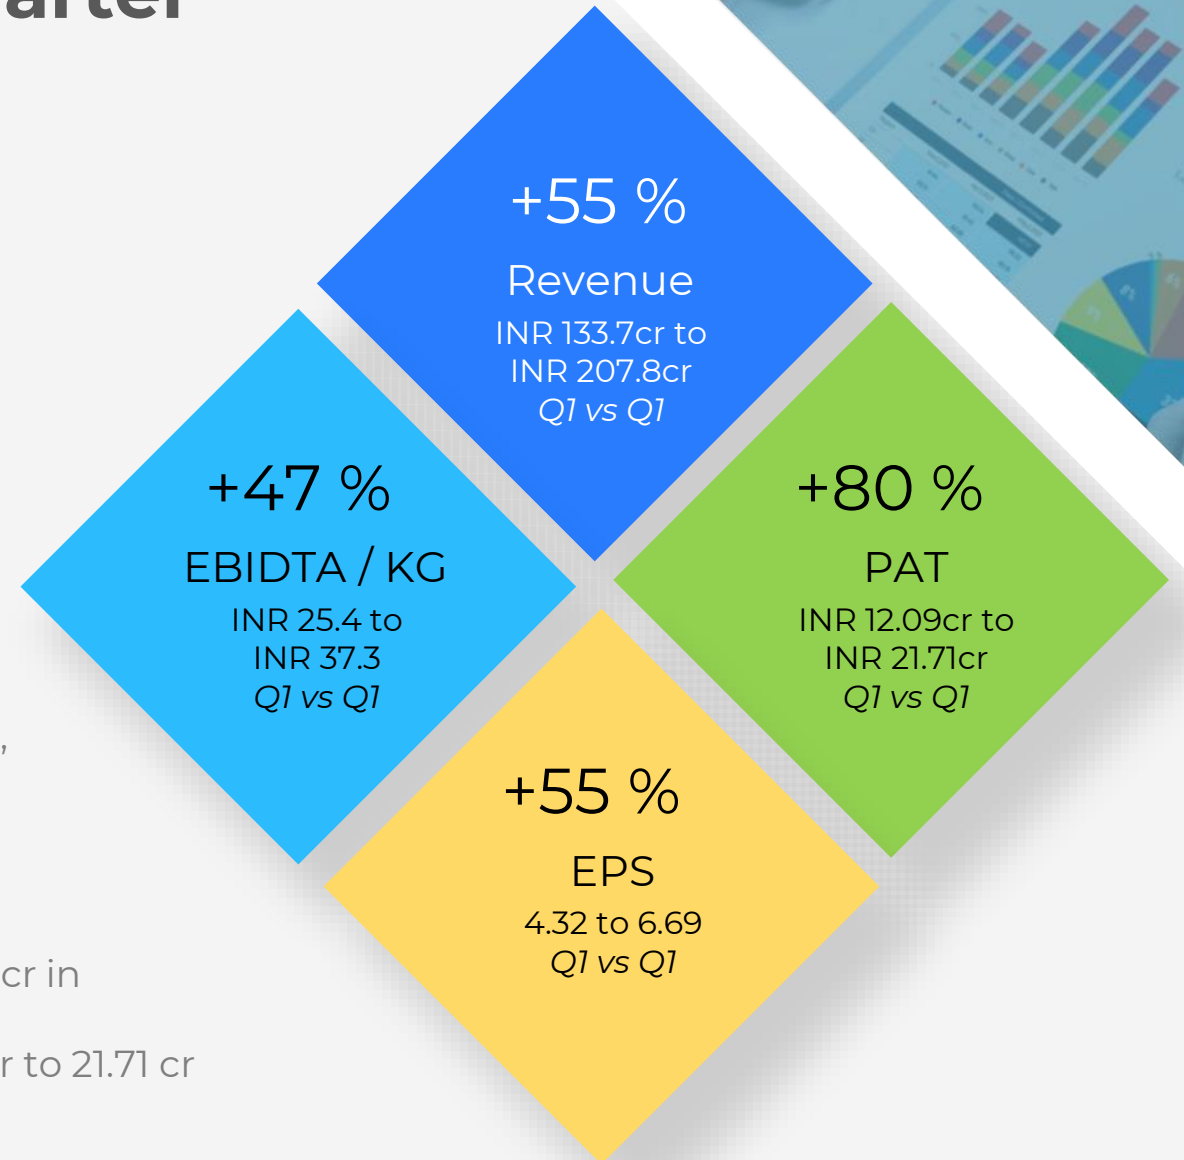 +55 %
Revenue
INR 133.7cr to
INR 207.8cr
Q1 vs Q1
+47 %
EBIDTA / KG
INR 25.4 to
INR 37.3
Q1 vs Q1
+80 %
PAT
INR 12.09cr to
INR 21.71cr
Q1 vs Q1
+55 %
EPS
4.32 to 6.69
Q1 vs Q1
,
cr in
r to 21.71 cr